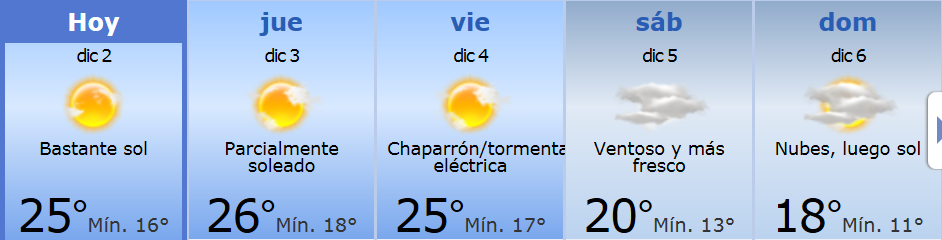 Hoy
dic 2
Bastante sol
25° Mín. 16°
jue
dic 3
Parcialmente
soleado
26° Mín. 18°
vie
dic 4
Chaparrón/tormenta
eléctrica
25° Mín. 17°
sáb
dic 5
Ventoso y más
fresco
20° Mín. 13°
dom
dic 6
Nubes, luego sol
18° Mín. 11°